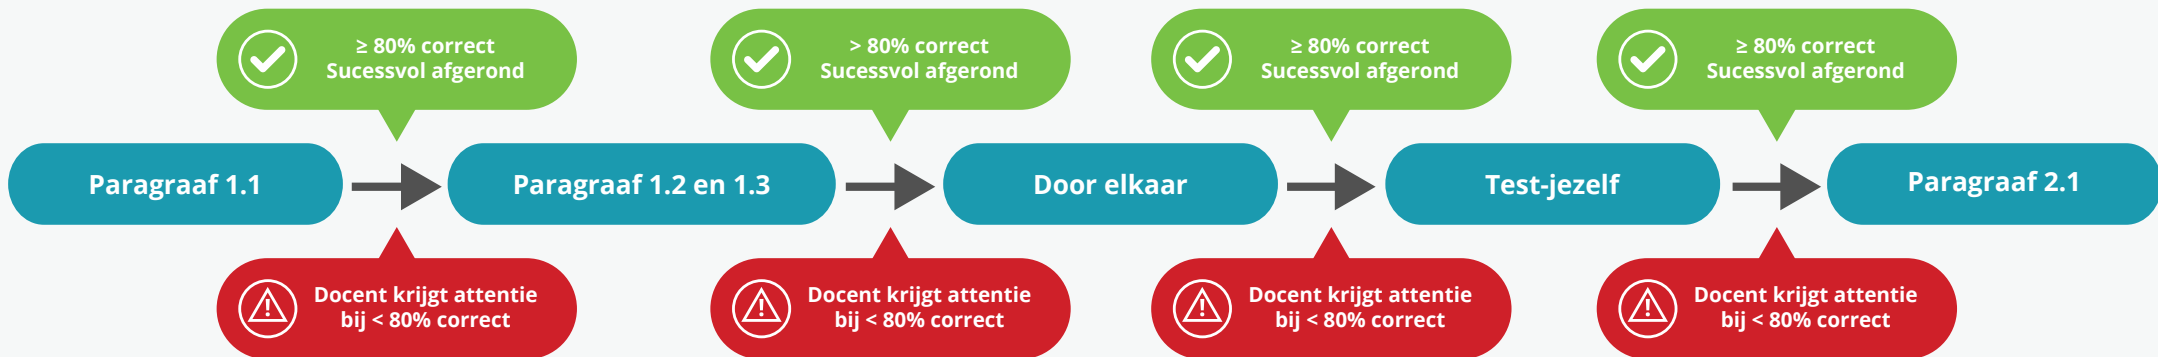 ≥ 80% correct
Sucessvol afgerond
> 80% correct
Sucessvol afgerond
≥ 80% correct
Sucessvol afgerond
≥ 80% correct
Sucessvol afgerond
Paragraaf 1.1
Paragraaf 1.2 en 1.3
Door elkaar
Test-jezelf
Paragraaf 2.1
Docent krijgt attentie
bij < 80% correct
Docent krijgt attentie
bij < 80% correct
Docent krijgt attentie
bij < 80% correct
Docent krijgt attentie
bij < 80% correct